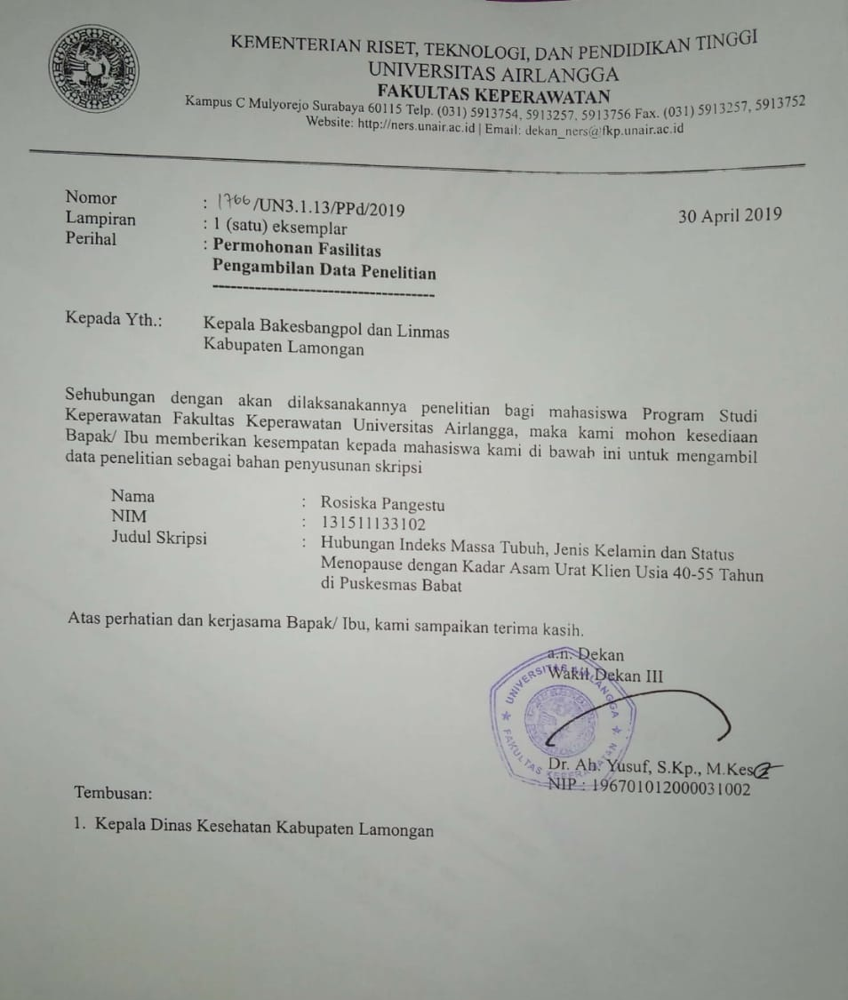 KEMENTERIAN RISET, TEKNOLOGI, DAN PENDIDIKAN TINGGI
UNIVERSITAS AIRLANGGA
FAKULTAS KEPERAWATAN
Kampus C Mulyorejo Surabaya 60115 Telp. (031) 5913754, 5913257, 5913756 Fax. (031) 5913257, 5913752
Website: http://ners.unair.ac.id | Email: dekan_ners@fkp.unair.ac.id
Nomor : 1766/UN3.1.13/PPd/2019 30 April 2019
Lampiran : 1 (satu) eksemplar
Perihal : Permohonan Fasilitas
Pengambilan Data Penelitian
Kepada Yth.: Kepala Bakesbangpol dan Linmas
Kabupaten Lamongan
Sehubungan dengan akan dilaksanakannya penelitian bagi mahasiswa Program Studi
Keperawatan Fakultas Keperawatan Universitas Airlangga, maka kami mohon kesediaan
Bapak/ Ibu memberikan kesempatan kepada mahasiswa kami di bawah ini untuk mengambil
data penelitian sebagai bahan penyusunan skripsi
Nama : Rosiska Pangestu
NIM : 131511133102
Judul Skripsi : Hubungan Indeks Massa Tubuh, Jenis Kelamin dan Status
Menopause dengan Kadar Asam Urat Klien Usia 40-55 Tahun
di Puskesmas Babat
Atas perhatian dan kerjasama Bapak/ Ibu, kami sampaikan terima kasih.
a.n. Dekan
Wakil Dekan III
UNIVERSITAS AIRLANGGA
FAKULTAS KEPERAWATAN
Dr. Ah. Yusuf, S.Kp., M.Kes
NIP : 196701012000031002
Tembusan:
1. Kepala Dinas Kesehatan Kabupaten Lamongan